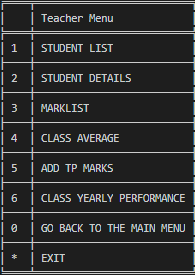 Teacher Menu
1 STUDENT LIST
2 STUDENT DETAILS
3 MARKLIST
4 CLASS AVERAGE
5 ADD TP MARKS
6 CLASS YEARLY PERFORMANCE
0 GO BACK TO THE MAIN MENU
* EXIT